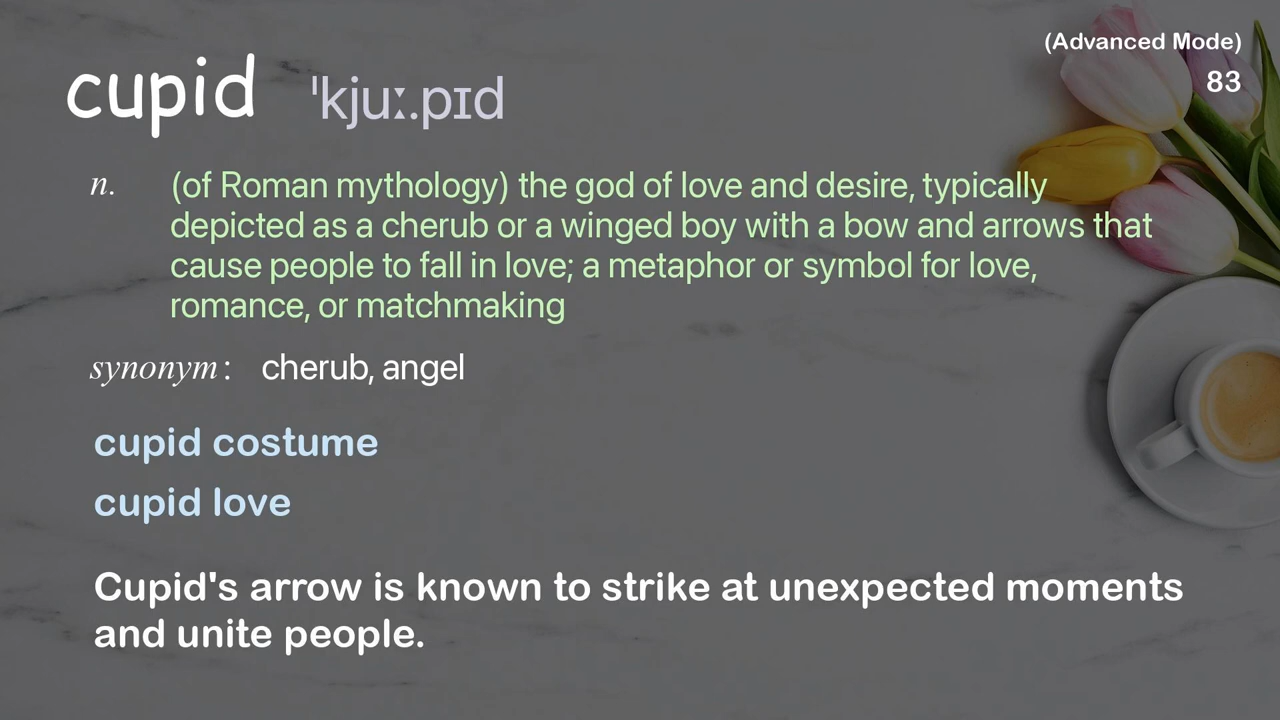 (Advanced Mode)
83
cupid ˈkjuː.pɪd
n. (of Roman mythology) the god of love and desire, typically
depicted as a cherub or a winged boy with a bow and arrows that
cause people to fall in love; a metaphor or symbol for love,
romance, or matchmaking
synonym : cherub, angel
cupid costume
cupid love
Cupid's arrow is known to strike at unexpected moments
and unite people.